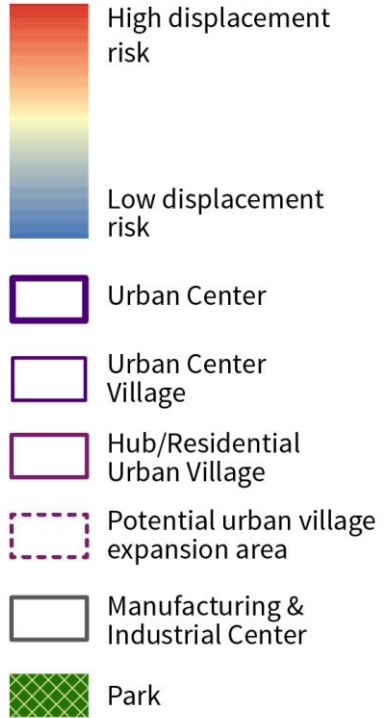 High displacement
risk
Low displacement
risk
Urban Center
Urban Center
Village
Hub/Residential
Urban Village
Potential urban village
expansion area
Manufacturing &
Industrial Center
Park